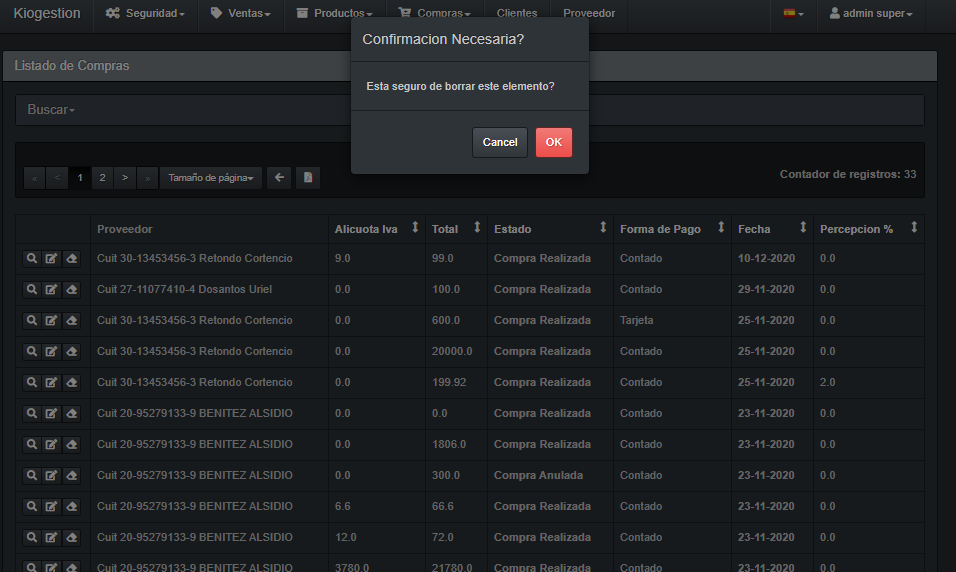 Kiogestion Seguridad Ventas Productos Compras Clientes Proveedor admin super
Confirmacion Necesaria?
Esta seguro de borrar este elemento?
Cancel OK
Listado de Compras
Buscar
« < 1 2 > » Tamaño de página
Contador de registros: 33
Proveedor Alicuota Iva Total Estado Forma de Pago Fecha Percepcion %
Cuit 30-13453456-3 Retondo Cortencio 9.0 99.0 Compra Realizada Contado 10-12-2020 0.0
Cuit 27-11077410-4 Dosantos Uriel 0.0 100.0 Compra Realizada Contado 29-11-2020 0.0
Cuit 30-13453456-3 Retondo Cortencio 0.0 600.0 Compra Realizada Tarjeta 25-11-2020 0.0
Cuit 30-13453456-3 Retondo Cortencio 0.0 20000.0 Compra Realizada Contado 25-11-2020 0.0
Cuit 30-13453456-3 Retondo Cortencio 0.0 199.92 Compra Realizada Contado 25-11-2020 2.0
Cuit 20-95279133-9 BENITEZ ALSIDIO 0.0 0.0 Compra Realizada Contado 23-11-2020 0.0
Cuit 20-95279133-9 BENITEZ ALSIDIO 0.0 1806.0 Compra Realizada Contado 23-11-2020 0.0
Cuit 20-95279133-9 BENITEZ ALSIDIO 0.0 300.0 Compra Anulada Contado 23-11-2020 0.0
Cuit 20-95279133-9 BENITEZ ALSIDIO 6.6 66.6 Compra Realizada Contado 23-11-2020 0.0
Cuit 20-95279133-9 BENITEZ ALSIDIO 12.0 72.0 Compra Realizada Contado 23-11-2020 0.0
Cuit 20-95279133-9 BENITEZ ALSIDIO 3780.0 21780.0 Compra Realizada Contado 23-11-2020 0.0